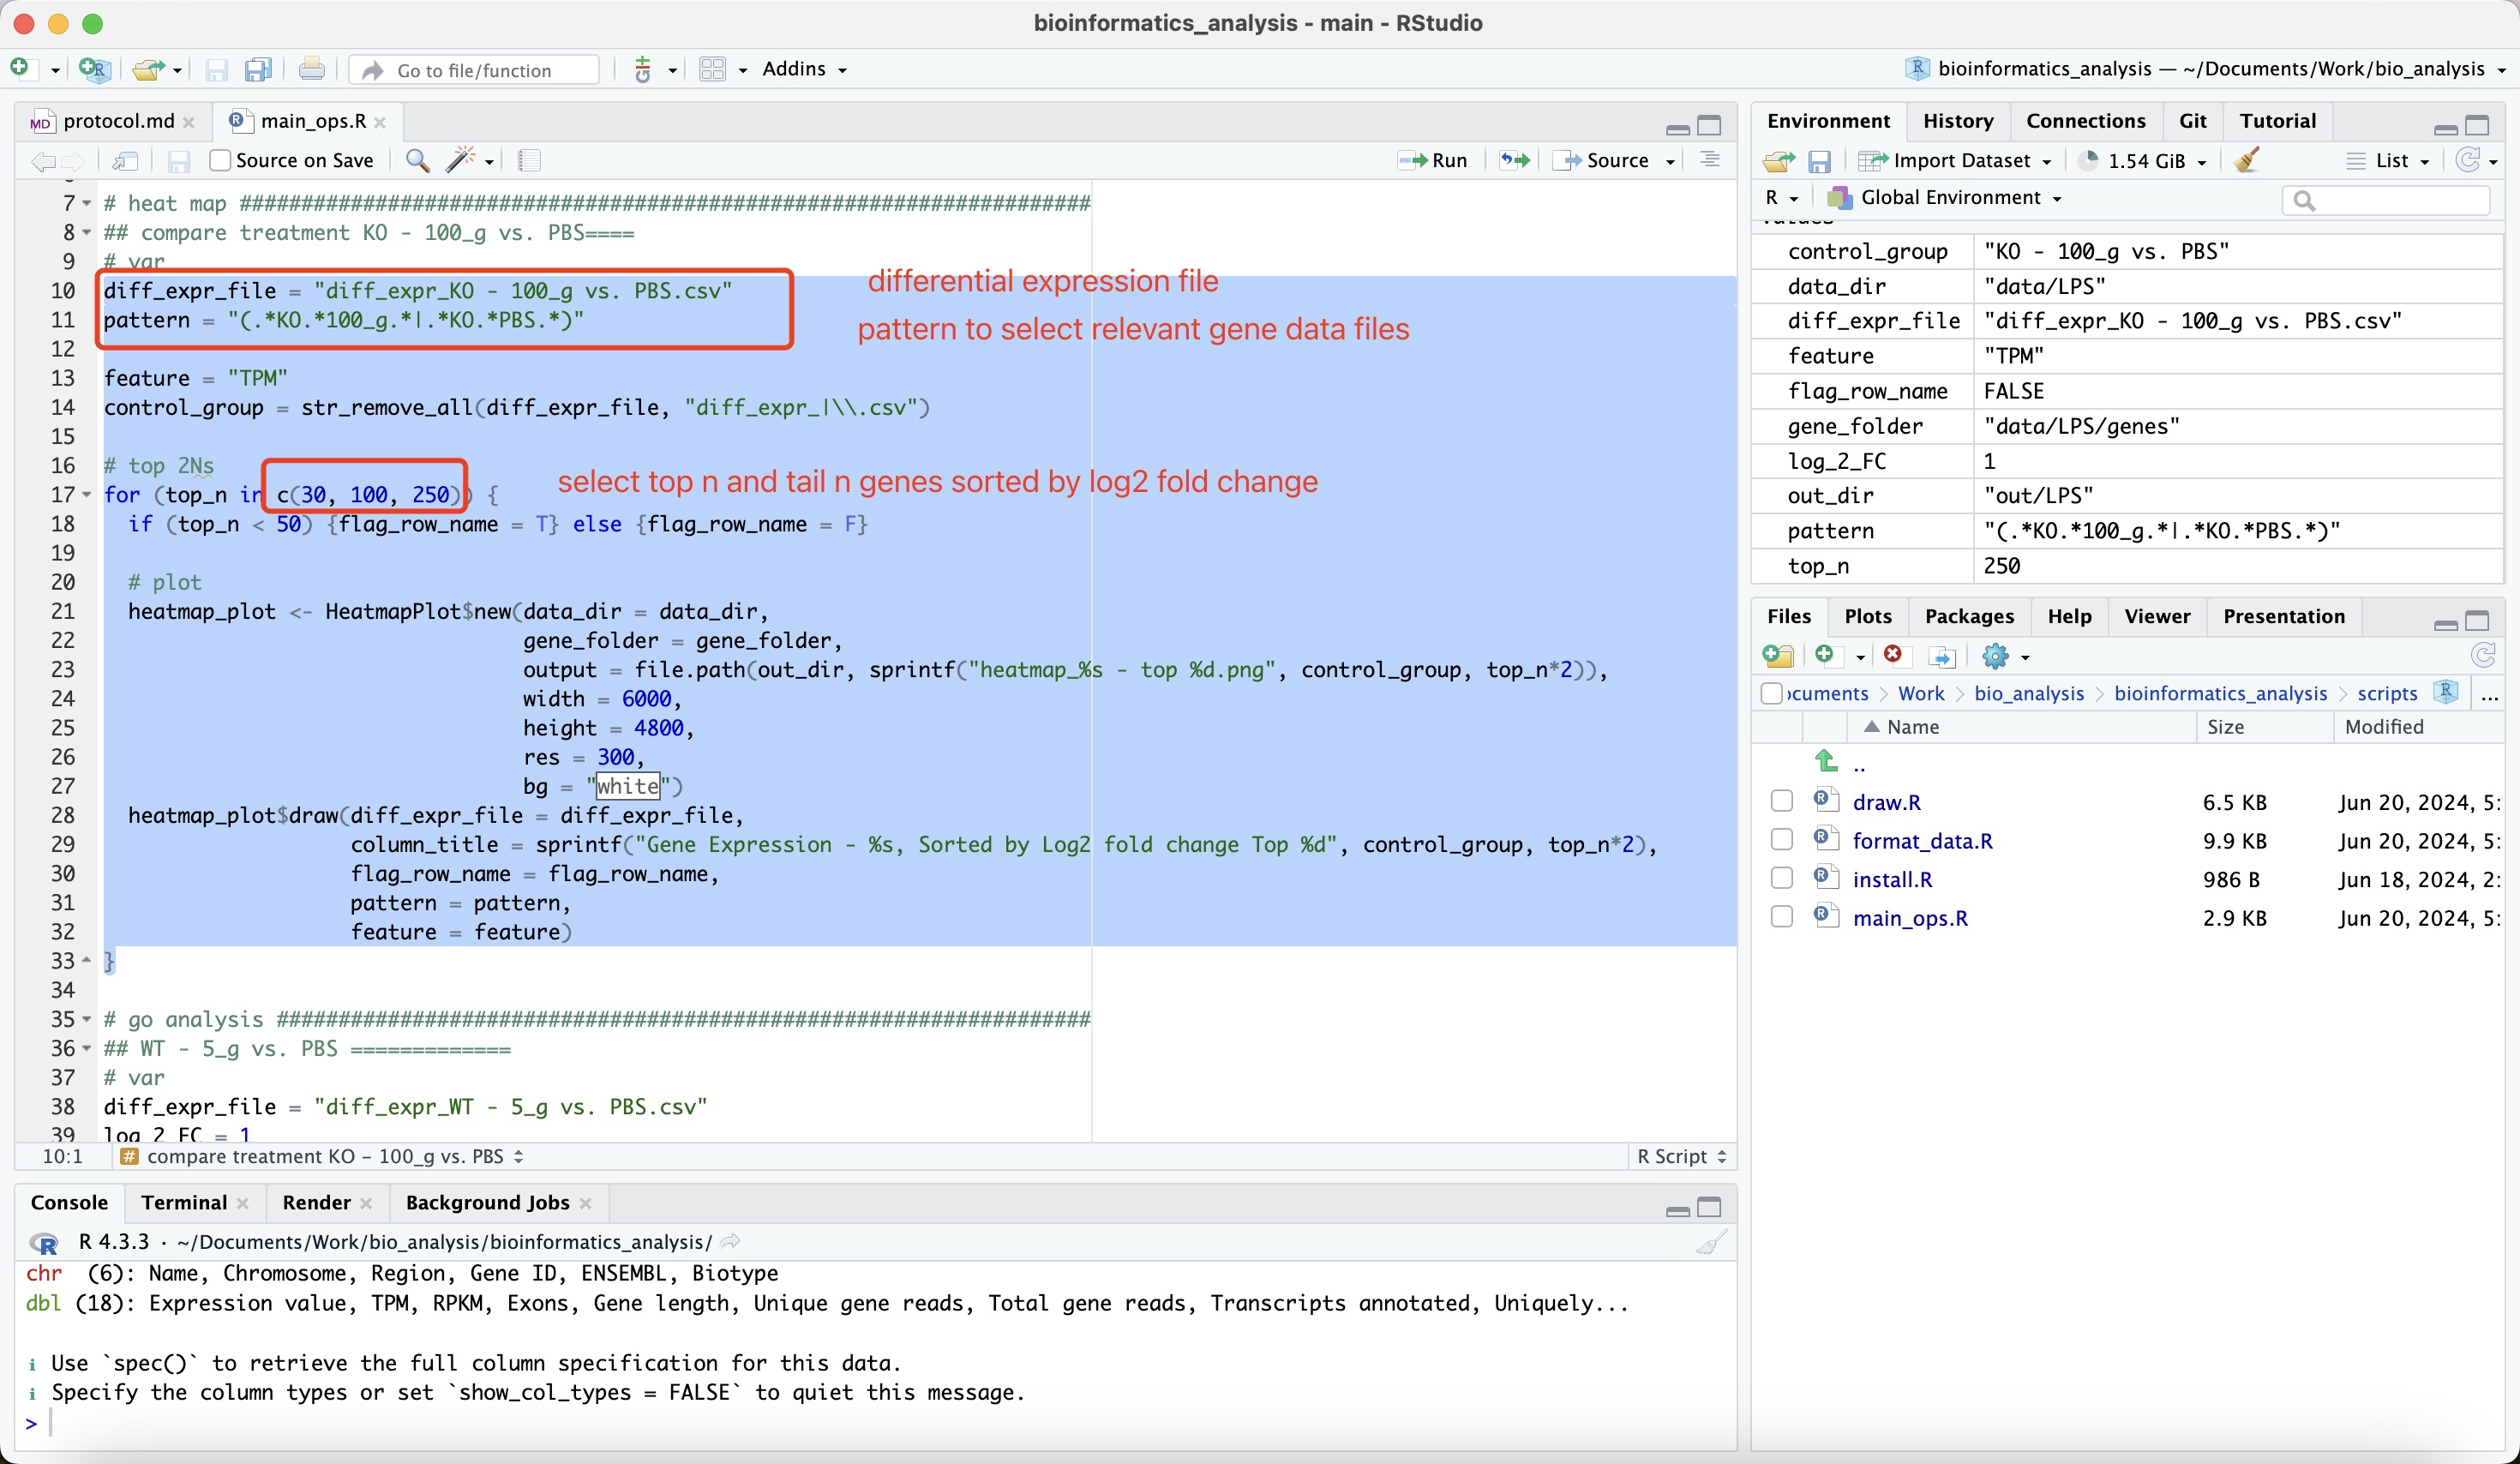 bioinformatics_analysis - main - RStudio
Go to file/function
Addins
bioinformatics_analysis — ~/Documents/Work/bio_analysis
protocol.md
main_ops.R
Source on Save
Run
Source
7 # heat map #####################################################################
8 ## compare treatment KO - 100_g vs. PBS====
9 # var
10 diff_expr_file = "diff_expr_KO - 100_g vs. PBS.csv"
differential expression file
11 pattern = "(.*KO.*100_g.*|.*KO.*PBS.*)"
pattern to select relevant gene data files
12
13 feature = "TPM"
14 control_group = str_remove_all(diff_expr_file, "diff_expr_|\\.csv")
15
16 # top 2Ns
17 for (top_n in c(30, 100, 250)) {
select top n and tail n genes sorted by log2 fold change
18 if (top_n < 50) {flag_row_name = T} else {flag_row_name = F}
19
20 # plot
21 heatmap_plot <- HeatmapPlot$new(data_dir = data_dir,
22 gene_folder = gene_folder,
23 output = file.path(out_dir, sprintf("heatmap_%s - top %d.png", control_group, top_n*2)),
24 width = 6000,
25 height = 4800,
26 res = 300,
27 bg = "white")
28 heatmap_plot$draw(diff_expr_file = diff_expr_file,
29 column_title = sprintf("Gene Expression - %s, Sorted by Log2 fold change Top %d", control_group, top_n*2),
30 flag_row_name = flag_row_name,
31 pattern = pattern,
32 feature = feature)
33 }
34
35 # go analysis ##################################################################
36 ## WT - 5_g vs. PBS =============
37 # var
38 diff_expr_file = "diff_expr_WT - 5_g vs. PBS.csv"
39 log_2_FC = 1
10:1 # compare treatment KO - 100_g vs. PBS
R Script
Console Terminal Render Background Jobs
R 4.3.3 · ~/Documents/Work/bio_analysis/bioinformatics_analysis/
chr (6): Name, Chromosome, Region, Gene ID, ENSEMBL, Biotype
dbl (18): Expression value, TPM, RPKM, Exons, Gene length, Unique gene reads, Total gene reads, Transcripts annotated, Uniquely...
ℹ Use `spec()` to retrieve the full column specification for this data.
ℹ Specify the column types or set `show_col_types = FALSE` to quiet this message.
>
Environment History Connections Git Tutorial
Import Dataset 1.54 GiB List
R Global Environment
values
control_group "KO - 100_g vs. PBS"
data_dir "data/LPS"
diff_expr_file "diff_expr_KO - 100_g vs. PBS.csv"
feature "TPM"
flag_row_name FALSE
gene_folder "data/LPS/genes"
log_2_FC 1
out_dir "out/LPS"
pattern "(.*KO.*100_g.*|.*KO.*PBS.*)"
top_n 250
Files Plots Packages Help Viewer Presentation
ocuments > Work > bio_analysis > bioinformatics_analysis > scripts ...
Name Size Modified
..
draw.R 6.5 KB Jun 20, 2024, 5:
format_data.R 9.9 KB Jun 20, 2024, 5:
install.R 986 B Jun 18, 2024, 2:
main_ops.R 2.9 KB Jun 20, 2024, 5: